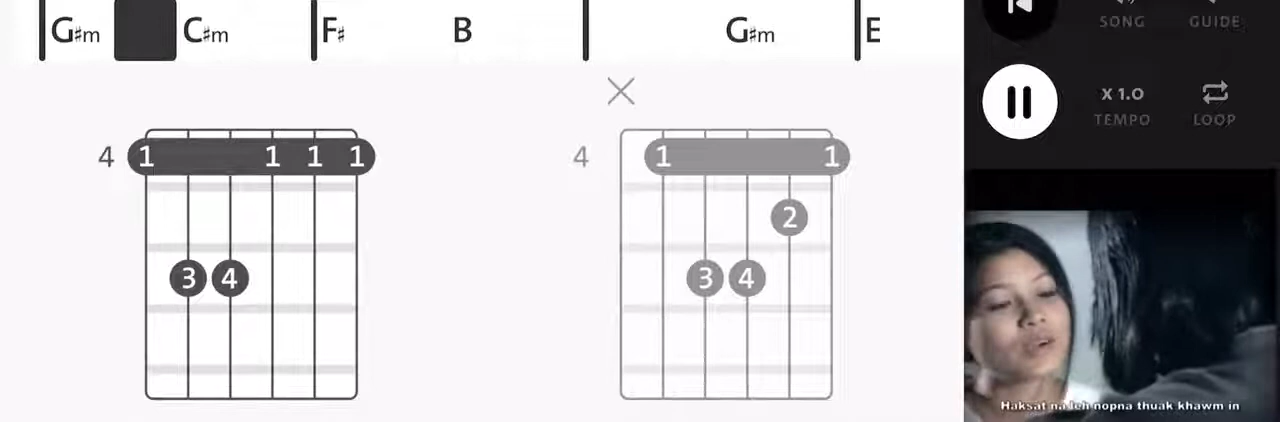 G♯m C♯m F♯ B G♯m E
SONG GUIDE
X 1.0
TEMPO LOOP
4 1 1 1 1
3 4
4 1 1
2
3 4
Haksat na leh nopna thuak khawm in